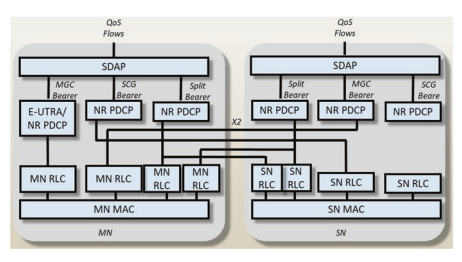 QoS
Flows
QoS
Flows
SDAP
SDAP
MGC
Bearer
SCG
Bearer
Split
Bearer
Split
Bearer
MGC
Bearer
SCG
Beare
E-UTRA/
NR PDCP
NR PDCP
NR PDCP
NR PDCP
NR PDCP
NR PDCP
X2
MN RLC
MN RLC
MN
RLC
MN
RLC
SN
RLC
SN
RLC
SN RLC
SN RLC
MN MAC
SN MAC
MN
SN